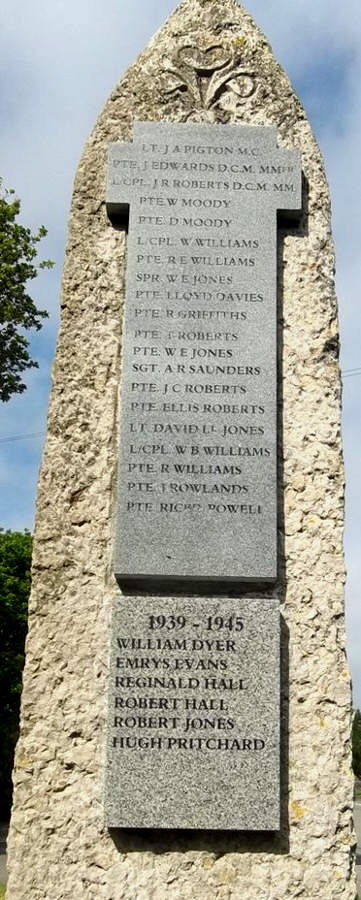 LT. J A PIGTON M.C.
PTE. J EDWARDS D.C.M. MM
L/CPL. J R ROBERTS D.C.M. MM.
PTE. W MOODY
PTE. D MOODY
L/CPL. W. WILLIAMS
PTE. R E WILLIAMS
SPR. W E JONES
PTE. LLOYD DAVIES
PTE. R GRIFFITHS
PTE. T ROBERTS
PTE. W E JONES
SGT. A R SAUNDERS
PTE. J C ROBERTS
PTE. ELLIS ROBERTS
LT. DAVID LL JONES
L/CPL. W B WILLIAMS
PTE. R WILLIAMS
PTE. J ROWLANDS
PTE. RICHD. POWELL
1939 - 1945
WILLIAM DYER
EMRYS EVANS
REGINALD HALL
ROBERT HALL
ROBERT JONES
HUGH PRITCHARD